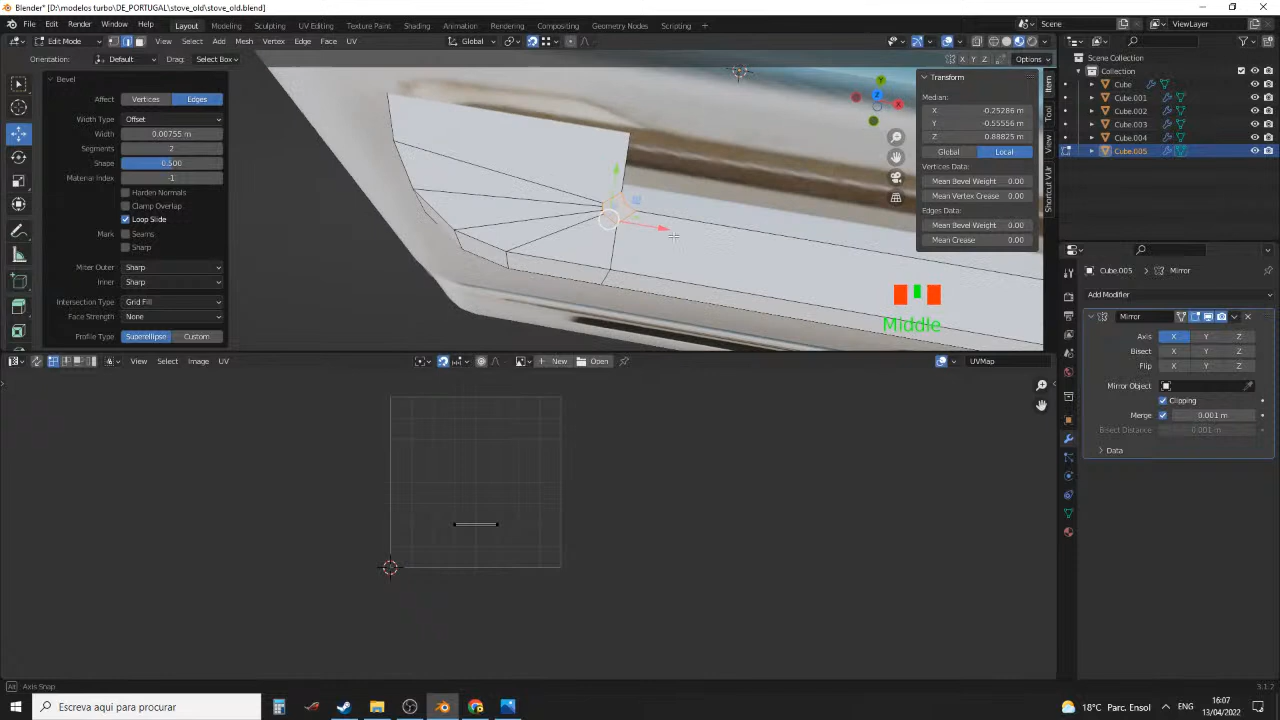 Blender* [D:\modelos turbo\DE_PORTUGAL\stove_old\stove_old.blend]
File Edit Render Window Help Layout Modeling Sculpting UV Editing Texture Paint Shading Animation Rendering Compositing Geometry Nodes Scripting + Scene ViewLayer
Edit Mode View Select Add Mesh Vertex Edge Face UV Global
Orientation: Default Drag: Select Box X Y Z Options
Bevel
Affect Vertices Edges
Width Type Offset
Width 0.00755 m
Segments 2
Shape 0.500
Material Index -1
Harden Normals
Clamp Overlap
Loop Slide
Mark Seams
Sharp
Miter Outer Sharp
Inner Sharp
Intersection Type Grid Fill
Face Strength None
Profile Type Superellipse Custom
Y
Z
X
Middle
Transform
Median:
X -0.25286 m
Y -0.55556 m
Z 0.88825 m
Global Local
Vertices Data:
Mean Bevel Weight 0.00
Mean Vertex Crease 0.00
Edges Data:
Mean Bevel Weight 0.00
Mean Crease 0.00
Item
Tool
View
Shortcut VUr
Scene Collection
Collection
Cube
Cube.001
Cube.002
Cube.003
Cube.004
Cube.005
Cube.005 Mirror
Add Modifier
Mirror
Axis X Y Z
Bisect X Y Z
Flip X Y Z
Mirror Object
Clipping
Merge 0.001 m
Bisect Distance 0.001 m
Data
View Select Image UV New Open UVMap
Alt Axis Snap 3.1.2
Escreva aqui para procurar 18°C Parc. Ensol ENG 16:07
13/04/2022